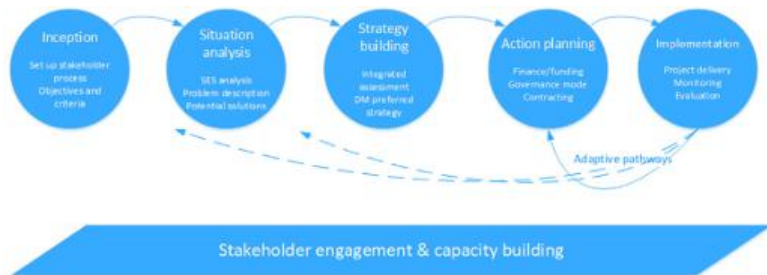 Inception
Set up stakeholder
process
Objectives and
criteria
Situation
analysis
SES analysis
Problem description
Potential solutions
Strategy
building
Integrated
assessment
DM preferred
strategy
Action planning
Finance/funding
Governance mode
Contracting
Implementation
Project delivery
Monitoring
Evaluation
Adaptive pathways
Stakeholder engagement & capacity building